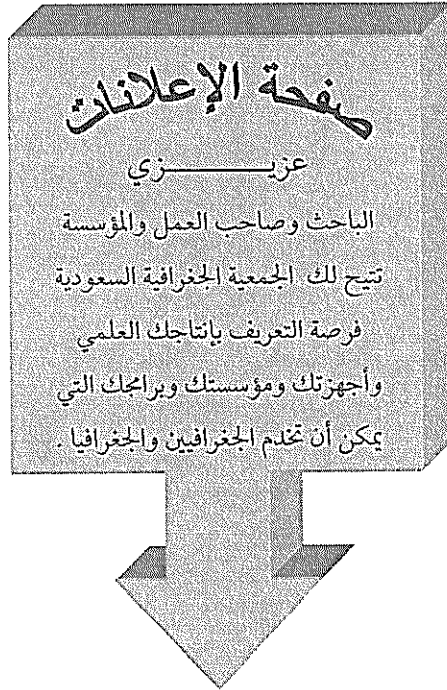 صفحة الإعلانات
عزيــــــــزي
الباحث وصاحب العمل والمؤسسة
تتيح لك الجمعية الجغرافية السعودية
فرصة التعريف بإنتاجك العلمي
وأجهزتك ومؤسستك وبرامجك التي
يمكن أن تخدم الجغرافيين والجغرافيا .